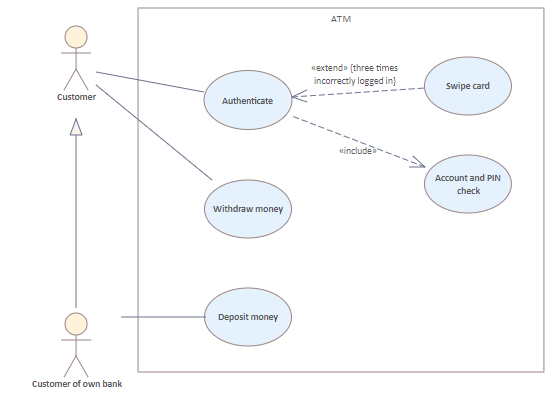 ATM
«extend» {three times
incorrectly logged in}
Swipe card
Customer
Authenticate
«include»
Account and PIN
check
Withdraw money
Deposit money
Customer of own bank